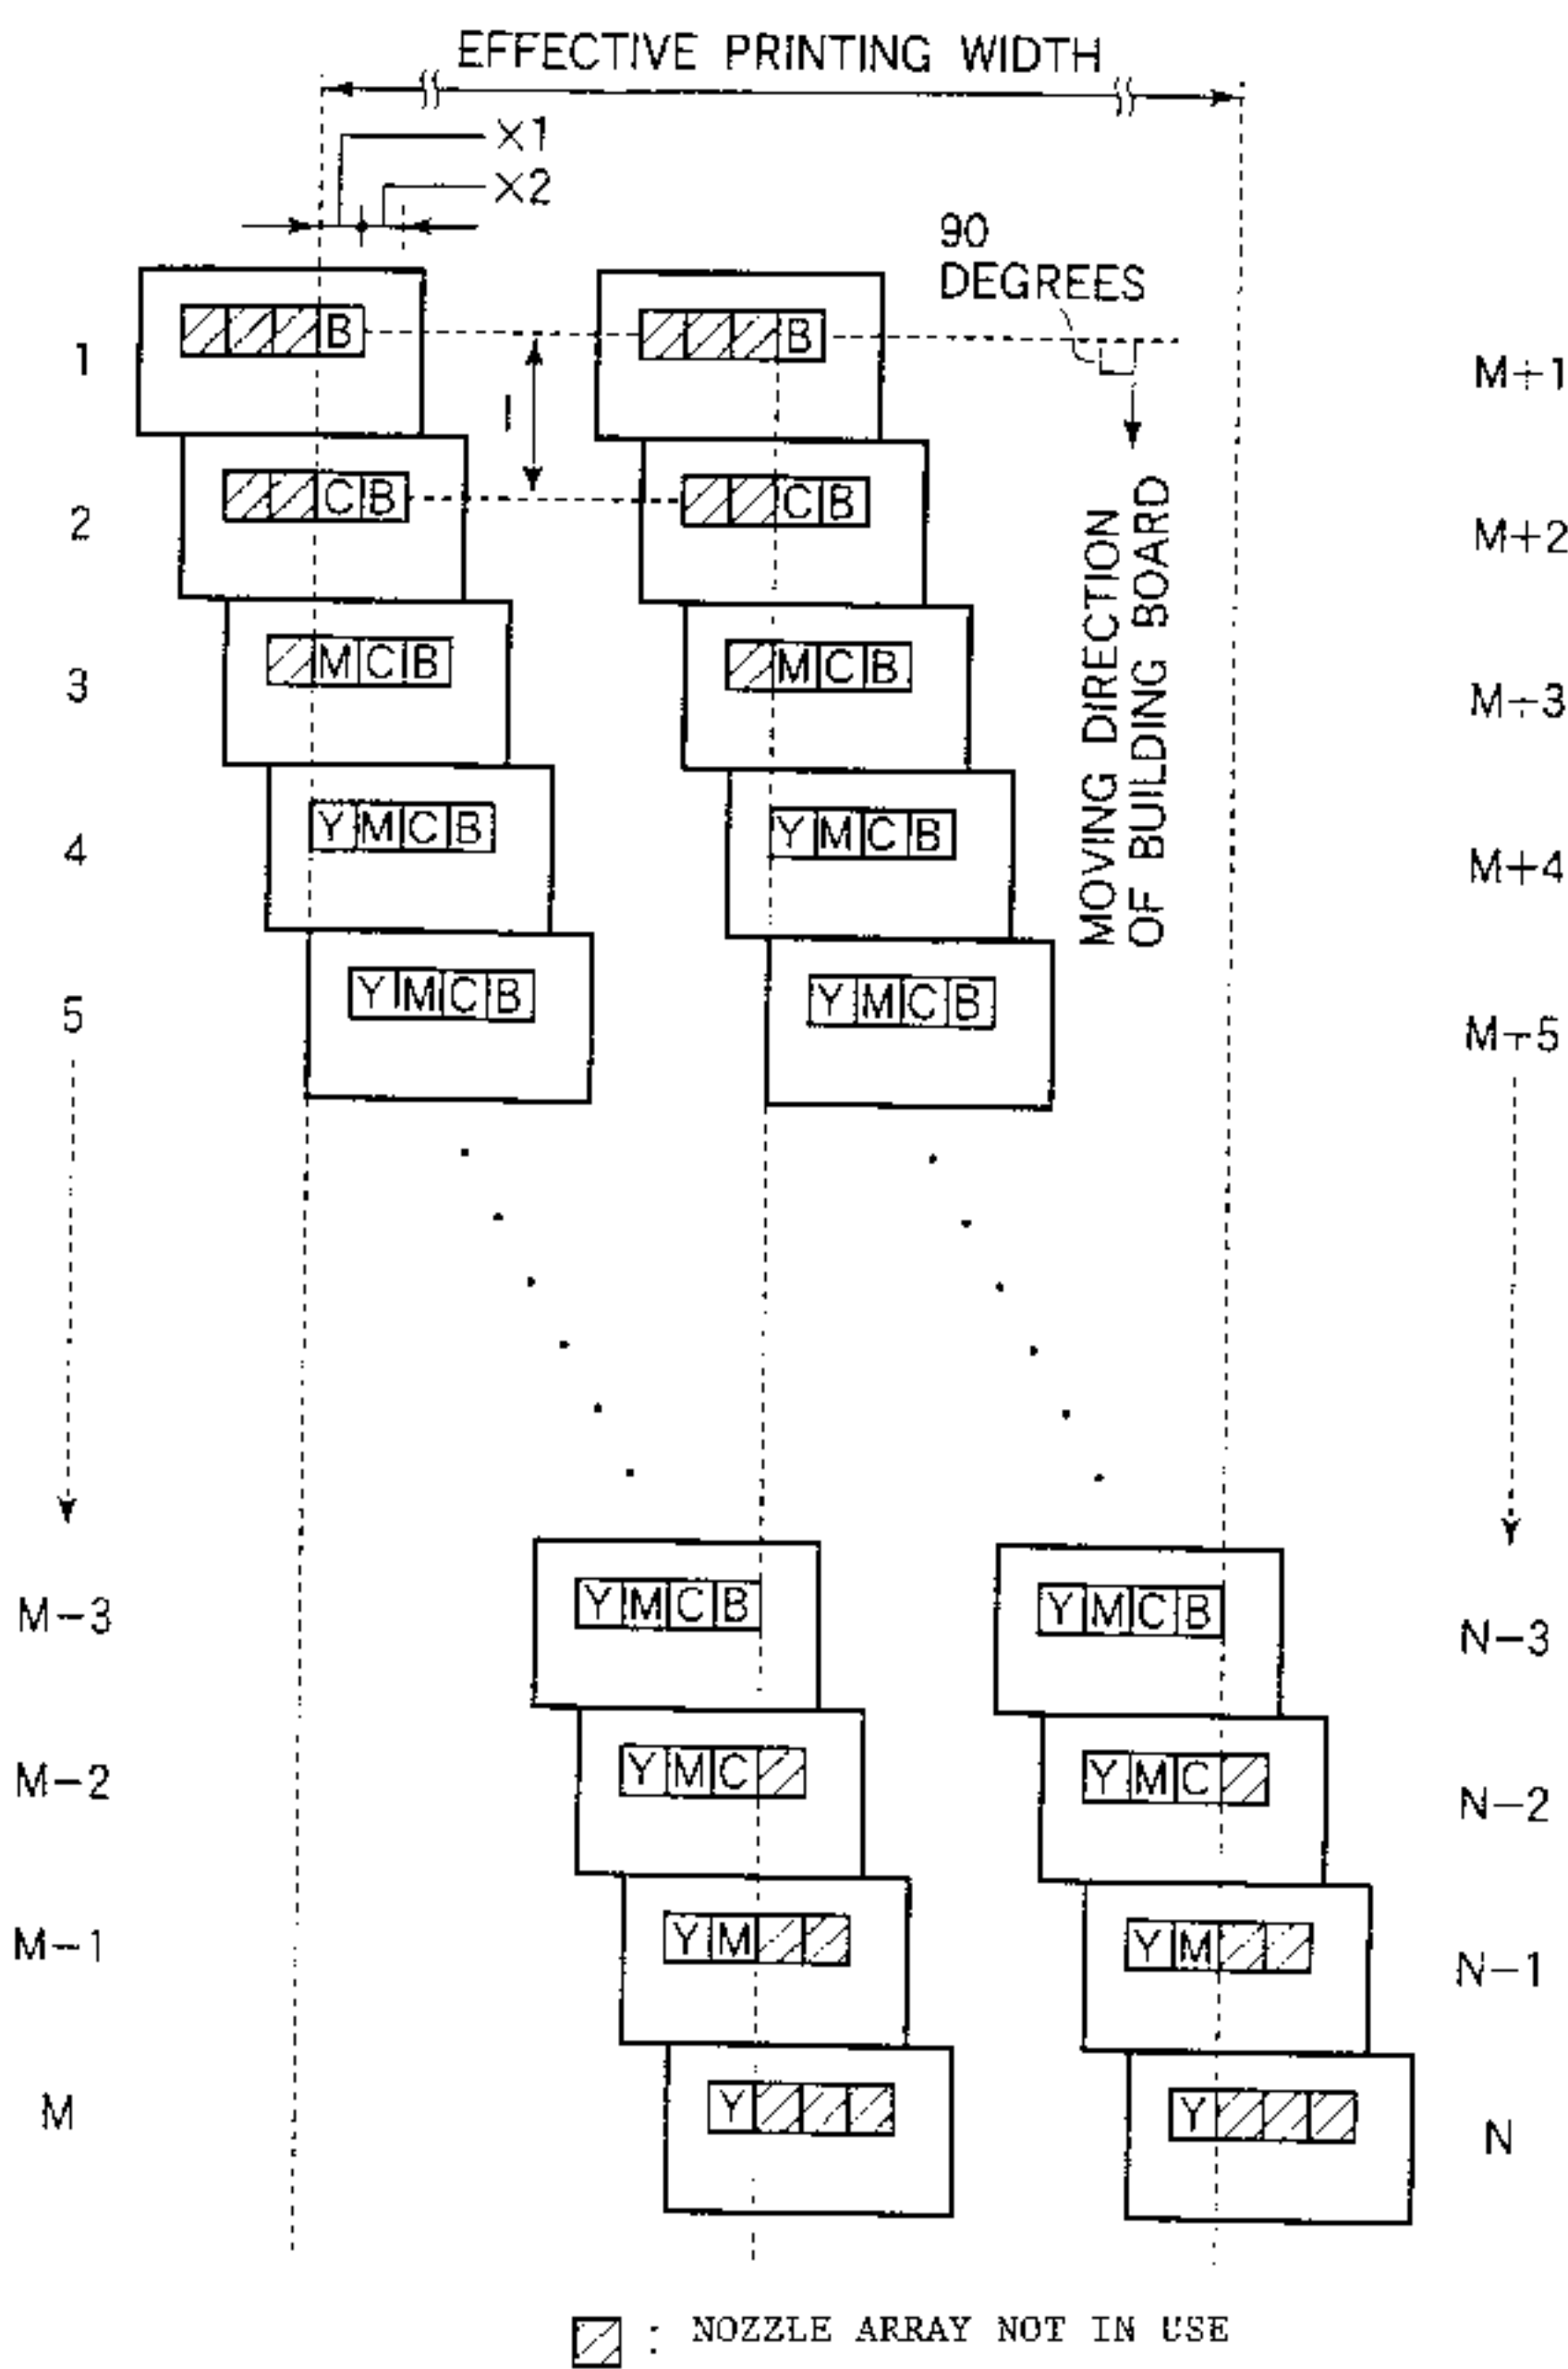 EFFECTIVE PRINTING WIDTH
X1
X2
90
DEGREES
1
B
B
M+1
l
2
C B
C B
M+2
3
M C B
M C B
M+3
4
Y M C B
Y M C B
M+4
5
Y M C B
Y M C B
M+5
MOVING DIRECTION
OF BUILDING BOARD
M-3
Y M C B
Y M C B
N-3
M-2
Y M C
Y M C
N-2
M-1
Y M
Y M
N-1
M
Y
Y
N
: NOZZLE ARRAY NOT IN USE